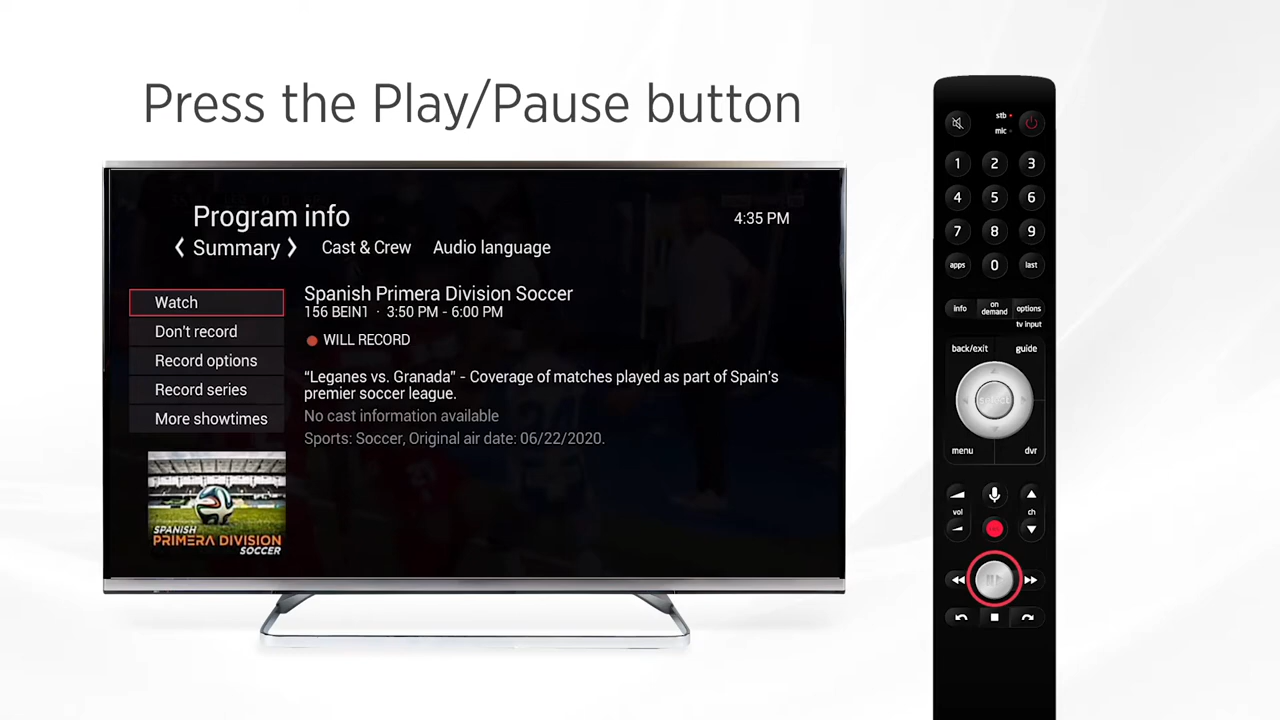 Press the Play/Pause button
Program info
4:35 PM
Summary Cast & Crew Audio language
Watch
Don't record
Record options
Record series
More showtimes
Spanish Primera Division Soccer
156 BEIN1 · 3:50 PM - 6:00 PM
WILL RECORD
“Leganes vs. Granada” - Coverage of matches played as part of Spain's
premier soccer league.
No cast information available
Sports: Soccer, Original air date: 06/22/2020.
SPANISH
PRIMERA DIVISION
SOCCER
stb
mic
1 2 3
4 5 6
7 8 9
apps 0 last
info on demand options
tv input
back/exit guide
select
menu dvr
vol ch